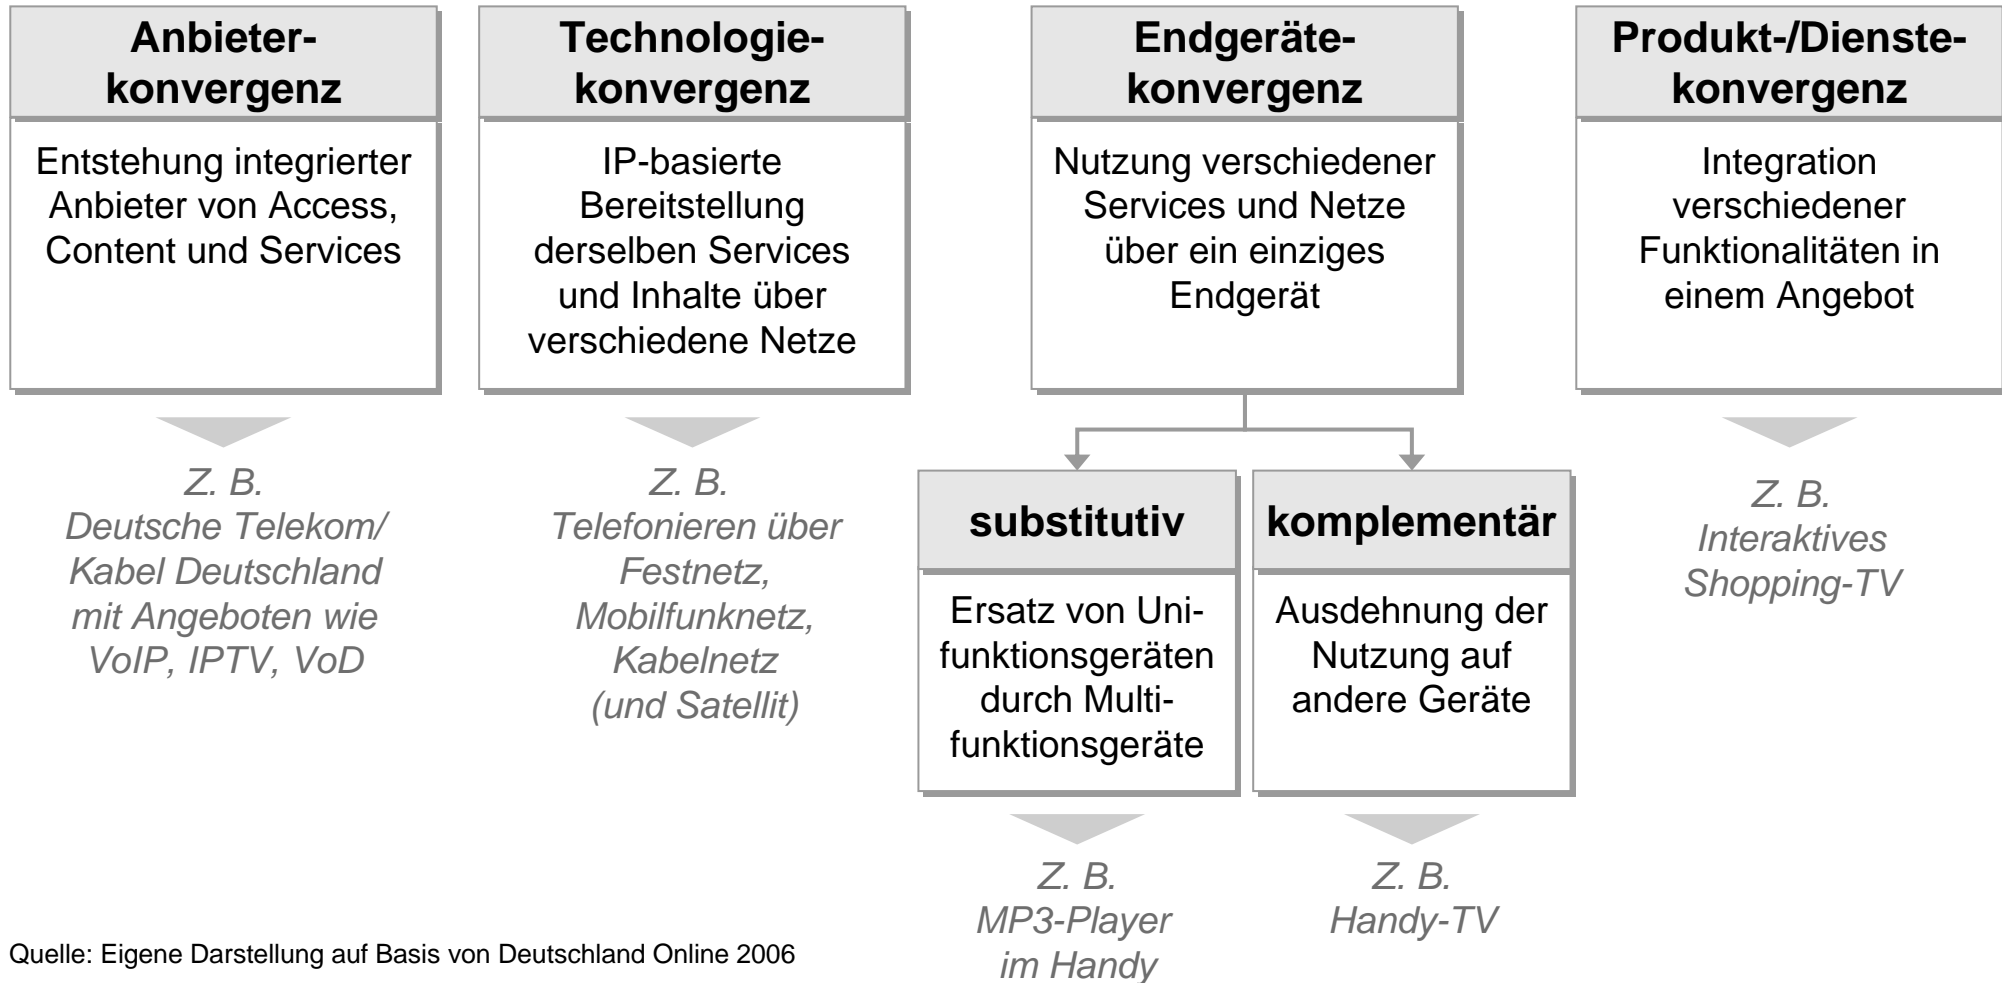 Anbieter-
konvergenz
Entstehung integrierter
Anbieter von Access,
Content und Services
Z. B.
Deutsche Telekom/
Kabel Deutschland
mit Angeboten wie
VoIP, IPTV, VoD
Technologie-
konvergenz
IP-basierte
Bereitstellung
derselben Services
und Inhalte über
verschiedene Netze
Z. B.
Telefonieren über
Festnetz,
Mobilfunknetz,
Kabelnetz
(und Satellit)
Endgeräte-
konvergenz
Nutzung verschiedener
Services und Netze
über ein einziges
Endgerät
substitutiv
Ersatz von Uni-
funktionsgeräten
durch Multi-
funktionsgeräte
Z. B.
MP3-Player
im Handy
komplementär
Ausdehnung der
Nutzung auf
andere Geräte
Z. B.
Handy-TV
Produkt-/Dienste-
konvergenz
Integration
verschiedener
Funktionalitäten in
einem Angebot
Z. B.
Interaktives
Shopping-TV
Quelle: Eigene Darstellung auf Basis von Deutschland Online 2006